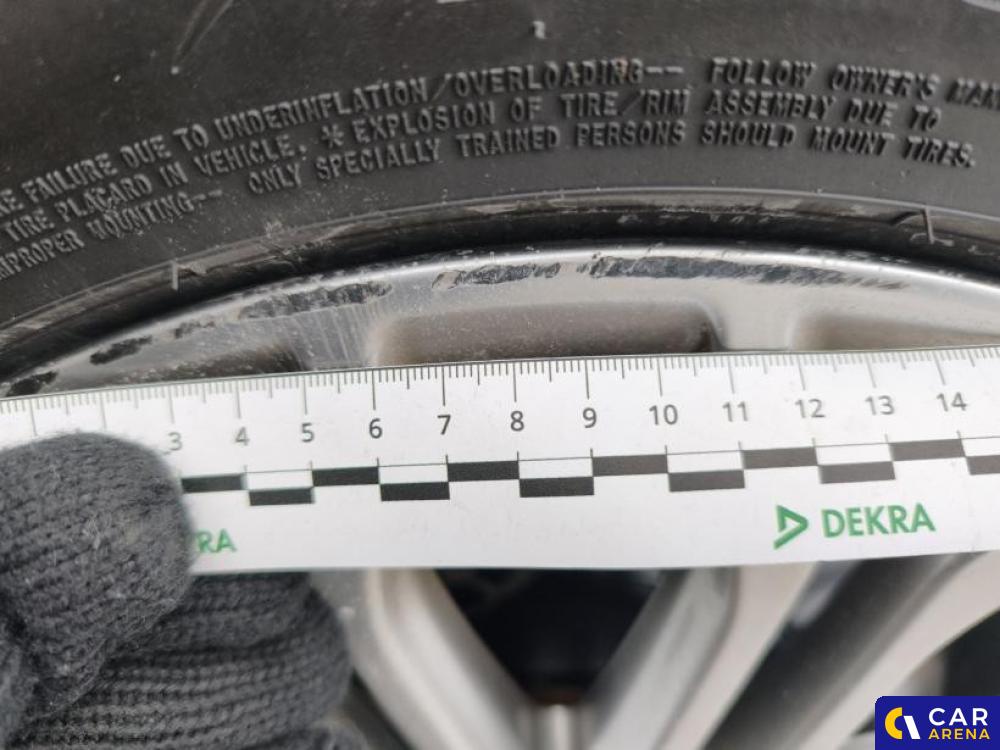 FAILURE DUE TO UNDERINFLATION/OVERLOADING-- FOLLOW OWNER'S MAN
TIRE PLACARD IN VEHICLE. * EXPLOSION OF TIRE/RIM ASSEMBLY DUE TO
IMPROPER MOUNTING-- ONLY SPECIALLY TRAINED PERSONS SHOULD MOUNT TIRES.
3 4 5 6 7 8 9 10 11 12 13 14
RA
DEKRA
CAR
ARENA